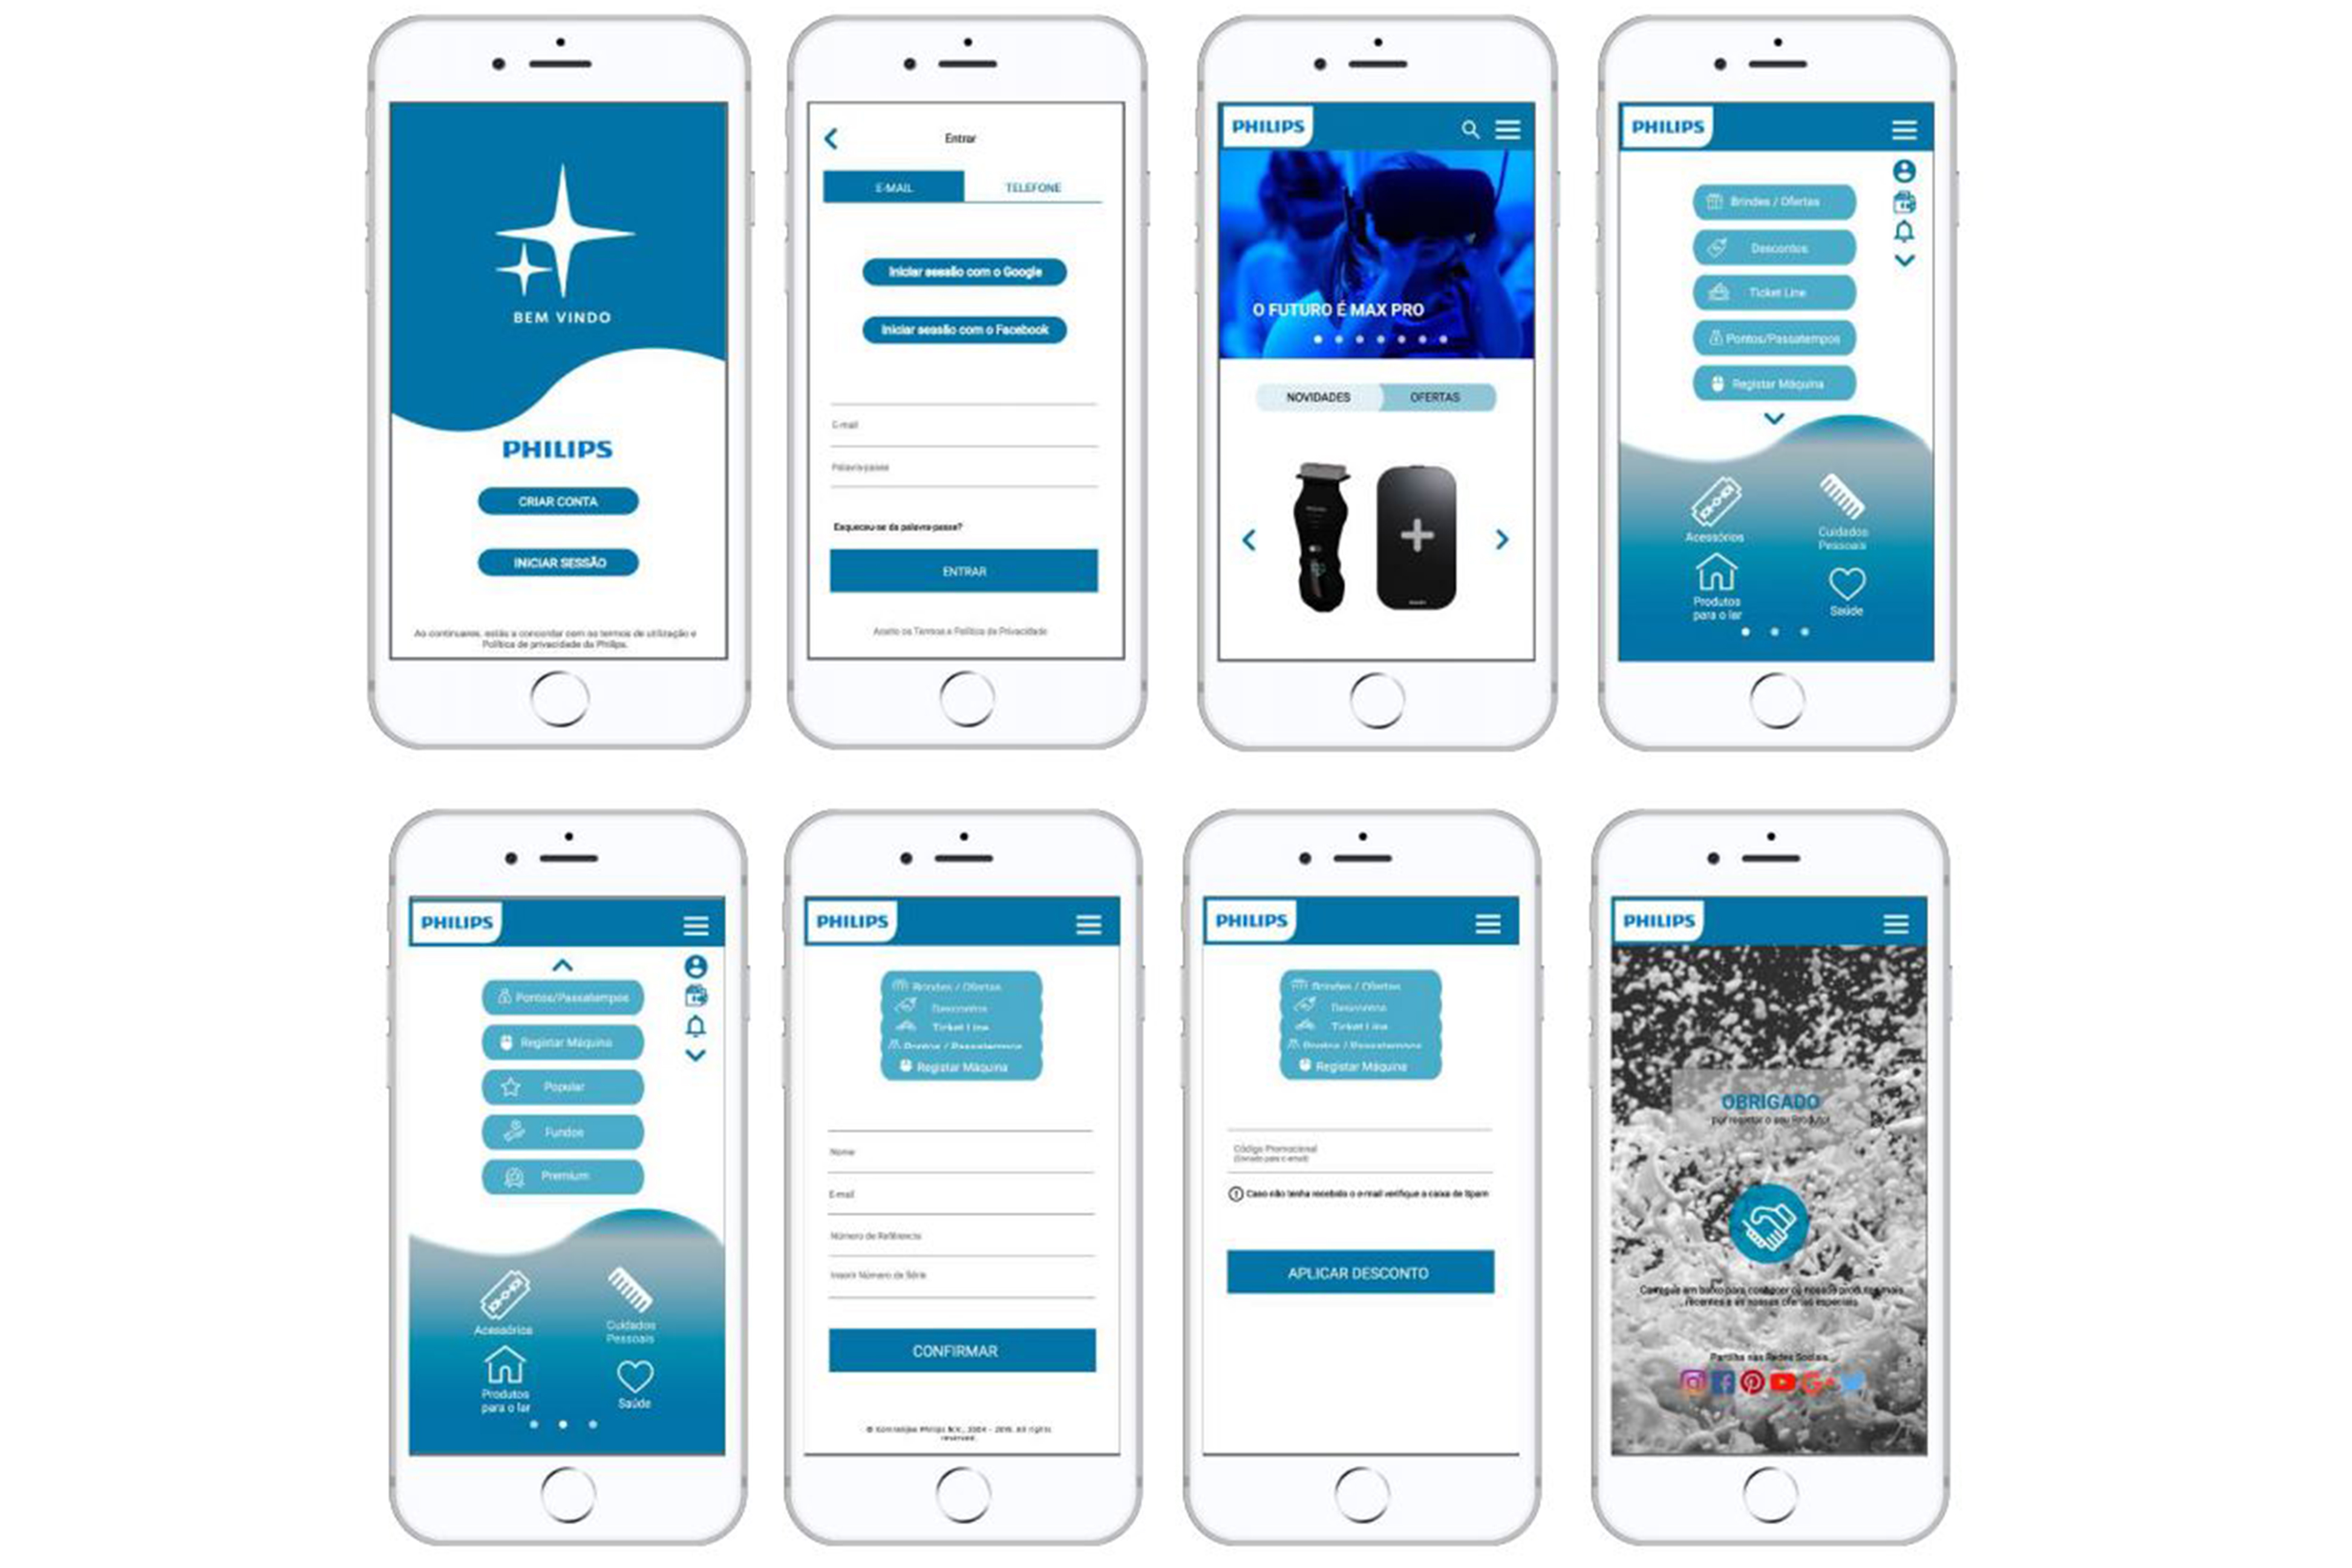 BEM VINDO
PHILIPS
CRIAR CONTA
INICIAR SESSÃO
Ao continuares, estás a concordar com os termos de utilização e
Política de privacidade da Philips.
Entrar
E-MAIL
TELEFONE
Iniciar sessão com o Google
Iniciar sessão com o Facebook
E-mail
Palavra-passe
Esqueceu-se da palavra-passe?
ENTRAR
Aceito os Termos e Política de Privacidade
PHILIPS
O FUTURO É MAX PRO
NOVIDADES
OFERTAS
PHILIPS
Brindes / Ofertas
Descontos
Ticket Line
Pontos/Passatempos
Registar Máquina
Acessórios
Cuidados
Pessoais
Produtos
para o lar
Saúde
PHILIPS
Pontos/Passatempos
Registar Máquina
Popular
Fundos
Premium
Acessórios
Cuidados
Pessoais
Produtos
para o lar
Saúde
PHILIPS
Brindes / Ofertas
Descontos
Ticket Line
Pontos / Passatempos
Registar Máquina
Nome
E-mail
Número de Referência
Inserir Número de Série
CONFIRMAR
© Koninklijke Philips N.V., 2004 - 2019. All rights
reserved.
PHILIPS
Brindes / Ofertas
Descontos
Ticket Line
Pontos / Passatempos
Registar Máquina
Código Promocional
(Enviado para o e-mail)
Caso não tenha recebido o e-mail verifique a caixa de Spam
APLICAR DESCONTO
PHILIPS
OBRIGADO
por registar o seu Produto!
Carregue em baixo para conhecer os nossos produtos mais
recentes e as nossas ofertas especiais
Partilha nas Redes Sociais